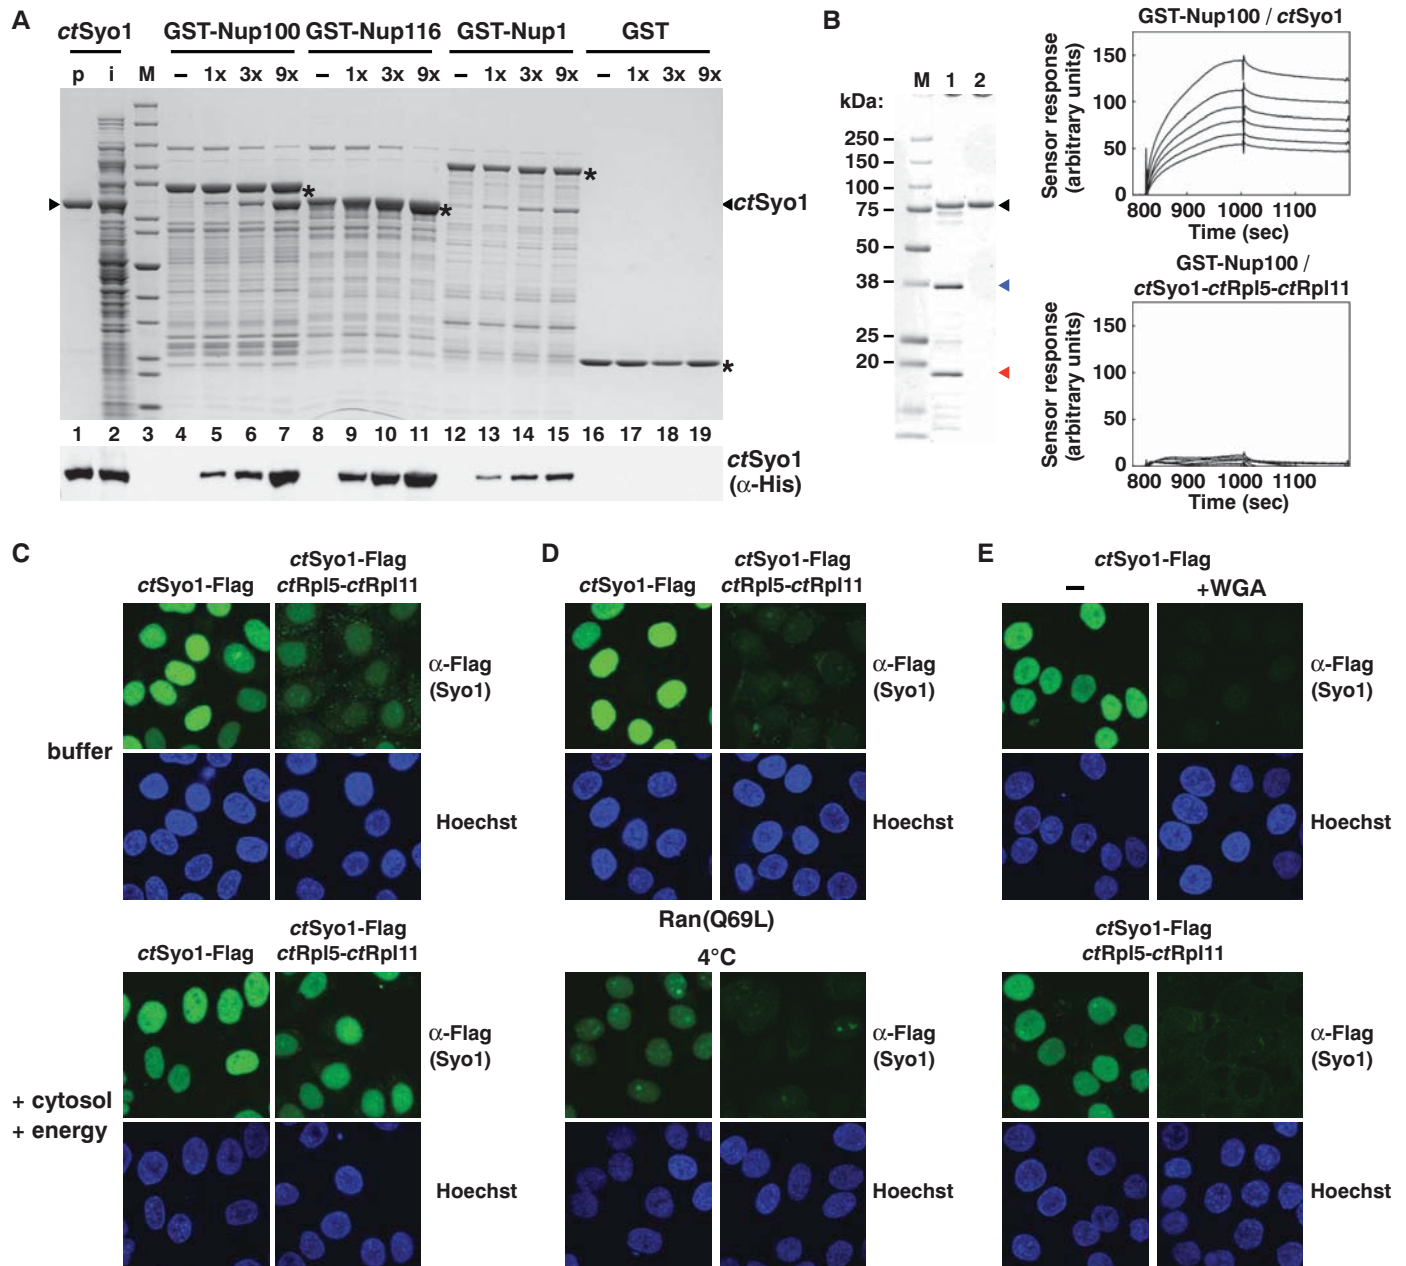 A
ctSyo1 GST-Nup100 GST-Nup116 GST-Nup1 GST
p i M – 1x 3x 9x – 1x 3x 9x – 1x 3x 9x – 1x 3x 9x
* * * *
ctSyo1
1 2 3 4 5 6 7 8 9 10 11 12 13 14 15 16 17 18 19
ctSyo1
(α-His)
B
M 1 2
kDa:
250
150
100
75
50
38
25
20
GST-Nup100 / ctSyo1
Sensor response
(arbitrary units)
150
100
50
0
800 900 1000 1100
Time (sec)
GST-Nup100 /
ctSyo1-ctRpl5-ctRpl11
Sensor response
(arbitrary units)
150
100
50
0
800 900 1000 1100
Time (sec)
C
ctSyo1-Flag
ctSyo1-Flag
ctRpl5-ctRpl11
α-Flag
(Syo1)
buffer
Hoechst
ctSyo1-Flag
ctSyo1-Flag
ctRpl5-ctRpl11
α-Flag
(Syo1)
+ cytosol
+ energy
Hoechst
D
ctSyo1-Flag
ctSyo1-Flag
ctRpl5-ctRpl11
α-Flag
(Syo1)
Hoechst
Ran(Q69L)
4°C
α-Flag
(Syo1)
Hoechst
E
ctSyo1-Flag
– +WGA
α-Flag
(Syo1)
Hoechst
ctSyo1-Flag
ctRpl5-ctRpl11
α-Flag
(Syo1)
Hoechst